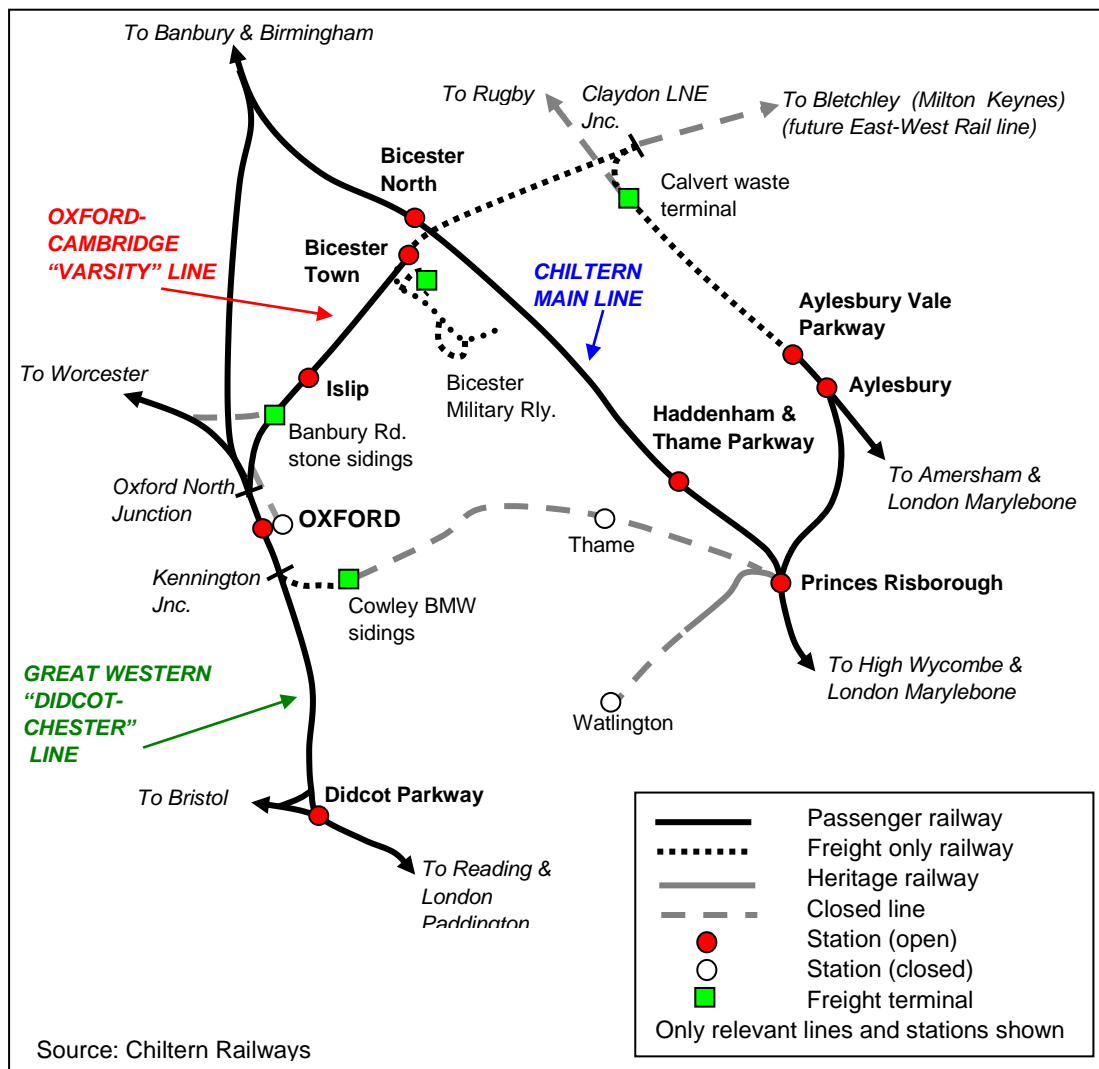 To Banbury & Birmingham
To Rugby
Claydon LNE
Jnc.
To Bletchley (Milton Keynes)
(future East-West Rail line)
Bicester
North
Calvert waste
terminal
OXFORD-
CAMBRIDGE
“VARSITY” LINE
Bicester
Town
CHILTERN
MAIN LINE
Aylesbury Vale
Parkway
To Worcester
Islip
Bicester
Military Rly.
Aylesbury
Banbury Rd.
stone sidings
Haddenham &
Thame Parkway
To Amersham &
London Marylebone
Oxford North
Junction
OXFORD
Thame
Kennington
Jnc.
Cowley BMW
sidings
Princes Risborough
GREAT WESTERN
“DIDCOT-
CHESTER”
LINE
To High Wycombe &
London Marylebone
Watlington
To Bristol
Didcot Parkway
To Reading &
London
Paddington
Passenger railway
Freight only railway
Heritage railway
Closed line
Station (open)
Station (closed)
Freight terminal
Only relevant lines and stations shown
Source: Chiltern Railways